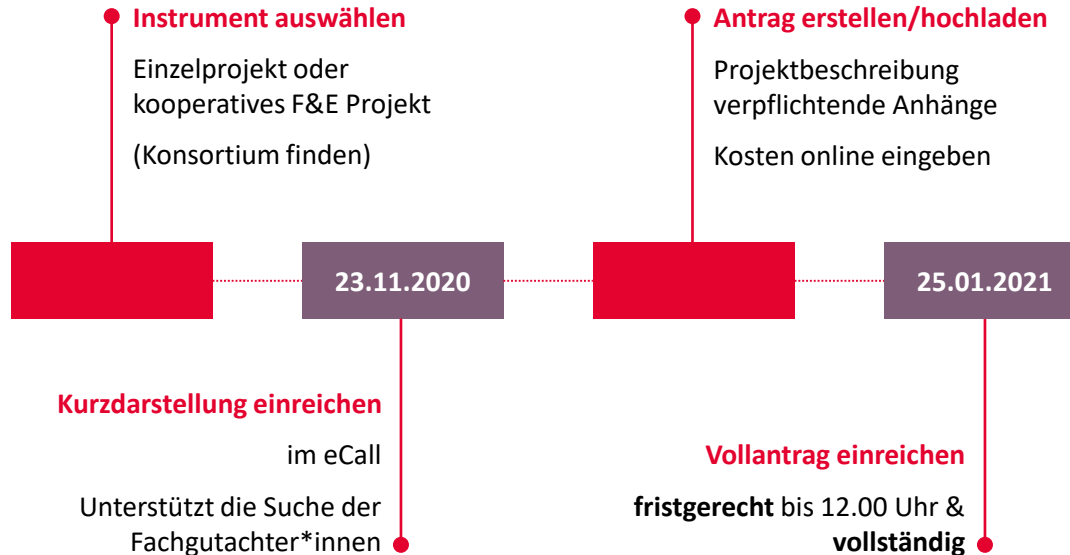 Instrument auswählen
Einzelprojekt oder
kooperatives F&E Projekt
(Konsortium finden)
Antrag erstellen/hochladen
Projektbeschreibung
verpflichtende Anhänge
Kosten online eingeben
23.11.2020
25.01.2021
Kurzdarstellung einreichen
im eCall
Unterstützt die Suche der
Fachgutachter*innen
Vollantrag einreichen
fristgerecht bis 12.00 Uhr &
vollständig